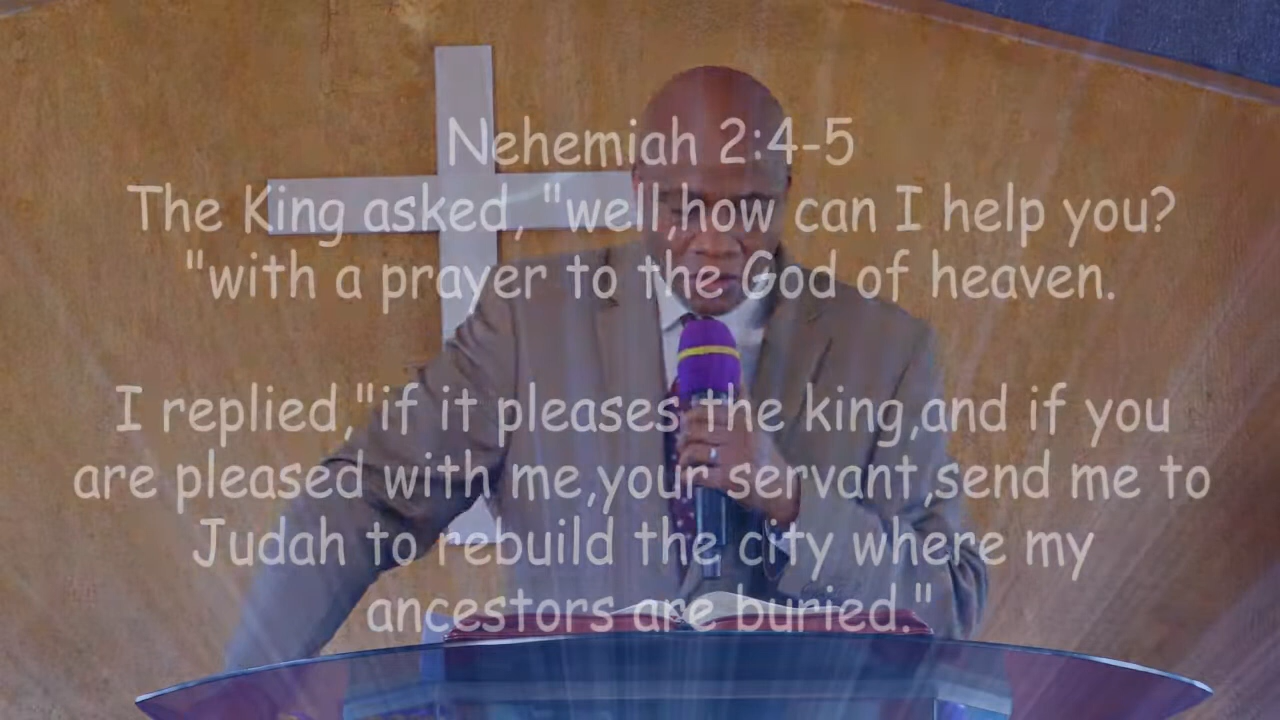 Nehemiah 2:4-5
The King asked, "well,how can I help you?
"with a prayer to the God of heaven.
I replied,"if it pleases the king,and if you
are pleased with me,your servant,send me to
Judah to rebuild the city where my
ancestors are buried."